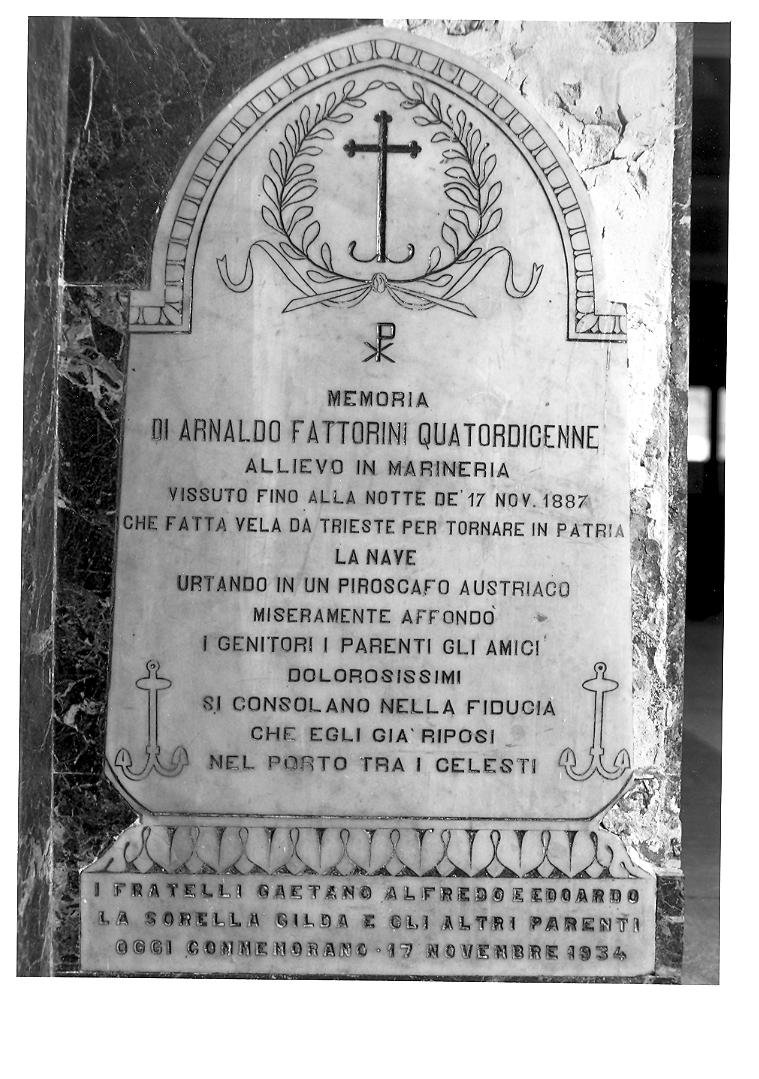 MEMORIA
DI ARNALDO FATTORINI QUATORDICENNE
ALLIEVO IN MARINERIA
VISSUTO FINO ALLA NOTTE DE' 17 NOV. 1887
CHE FATTA VELA DA TRIESTE PER TORNARE IN PATRIA
LA NAVE
URTANDO IN UN PIROSCAFO AUSTRIACO
MISERAMENTE AFFONDÒ
I GENITORI I PARENTI GLI AMICI
DOLOROSISSIMI
SI CONSOLANO NELLA FIDUCIA
CHE EGLI GIA' RIPOSI
NEL PORTO TRA I CELESTI
I FRATELLI GAETANO ALFREDO E EDOARDO
LA SORELLA GILDA E GLI ALTRI PARENTI
OGGI COMMEMORANO · 17 NOVEMBRE 1934